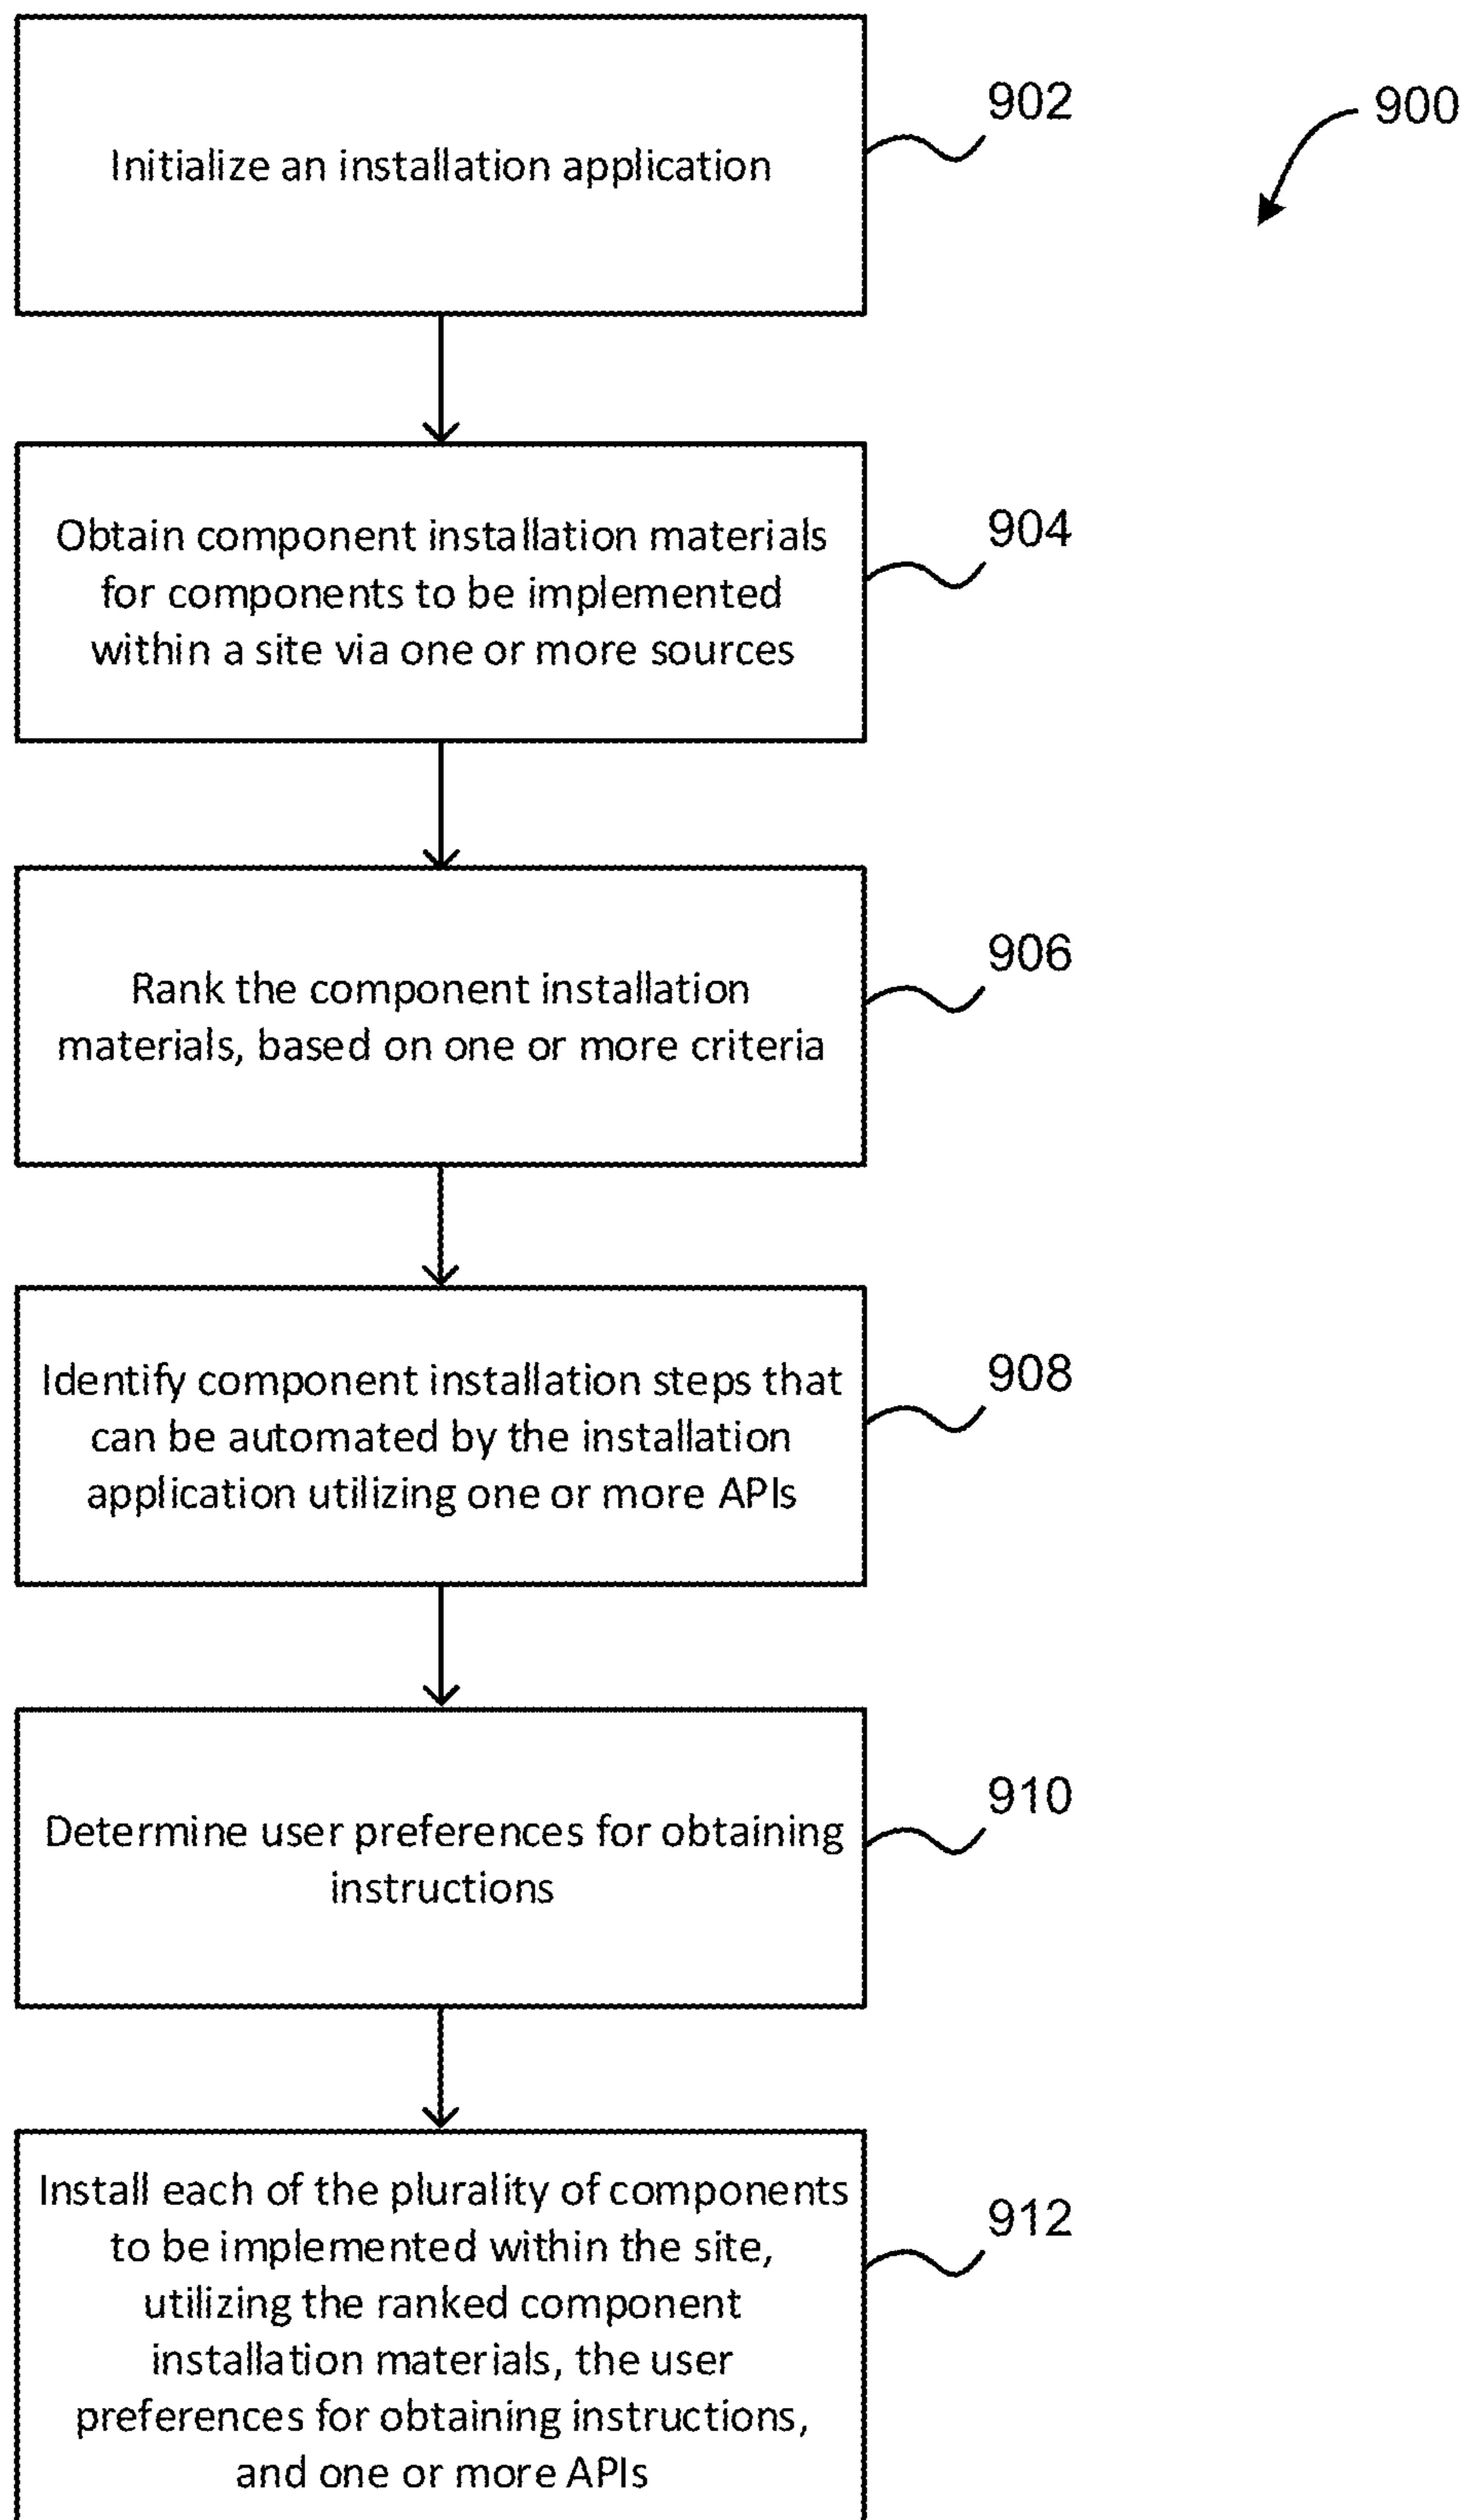 Initialize an installation application
902
900
Obtain component installation materials
for components to be implemented
within a site via one or more sources
904
Rank the component installation
materials, based on one or more criteria
906
Identify component installation steps that
can be automated by the installation
application utilizing one or more APIs
908
Determine user preferences for obtaining
instructions
910
Install each of the plurality of components
to be implemented within the site,
utilizing the ranked component
installation materials, the user
preferences for obtaining instructions,
and one or more APIs
912